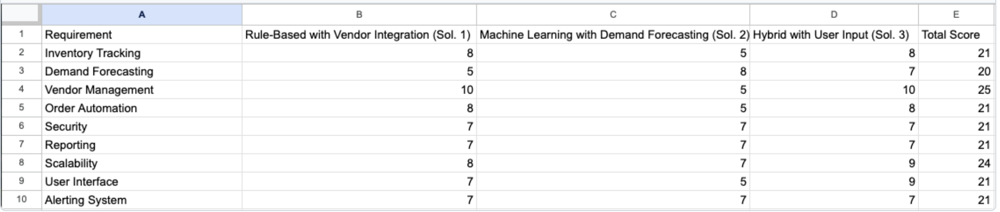 A B C D E
1 Requirement Rule-Based with Vendor Integration (Sol. 1) Machine Learning with Demand Forecasting (Sol. 2) Hybrid with User Input (Sol. 3) Total Score
2 Inventory Tracking 8 5 8 21
3 Demand Forecasting 5 8 7 20
4 Vendor Management 10 5 10 25
5 Order Automation 8 5 8 21
6 Security 7 7 7 21
7 Reporting 7 7 7 21
8 Scalability 8 7 9 24
9 User Interface 7 5 9 21
10 Alerting System 7 7 7 21